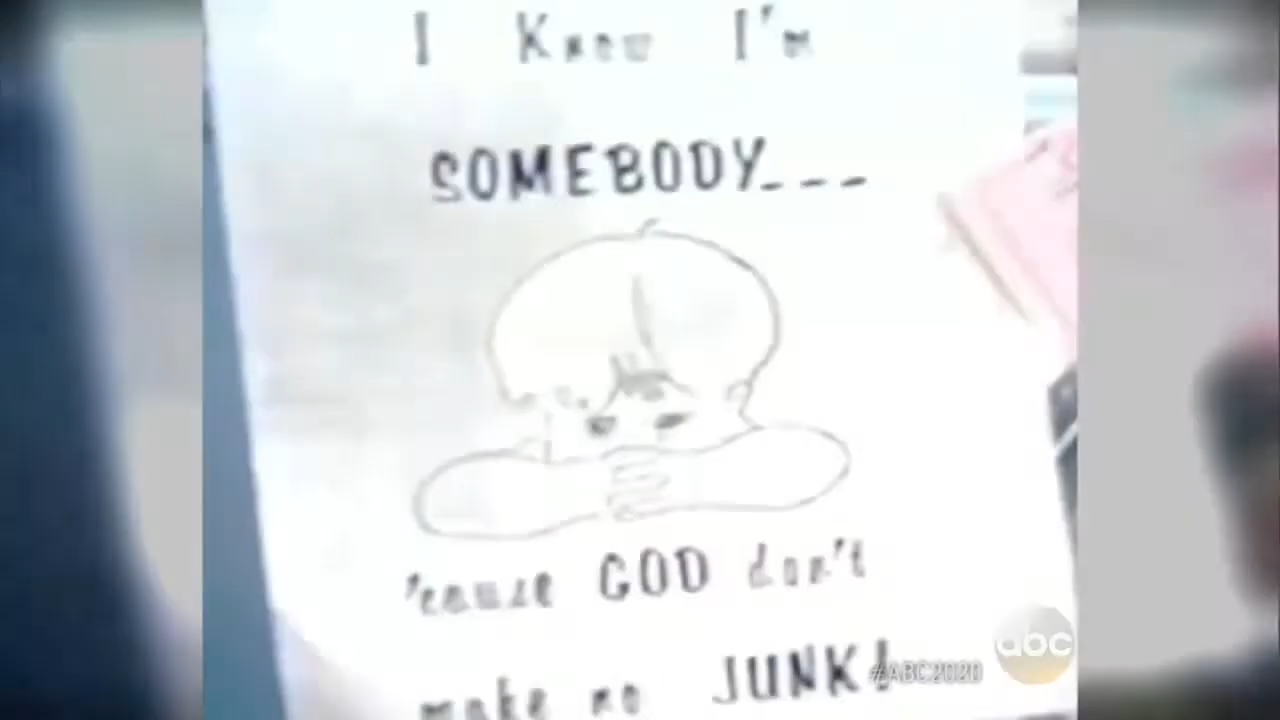 I Know I'm
SOMEBODY---
'cause GOD don't
make no JUNK!
abc
#ABC2020